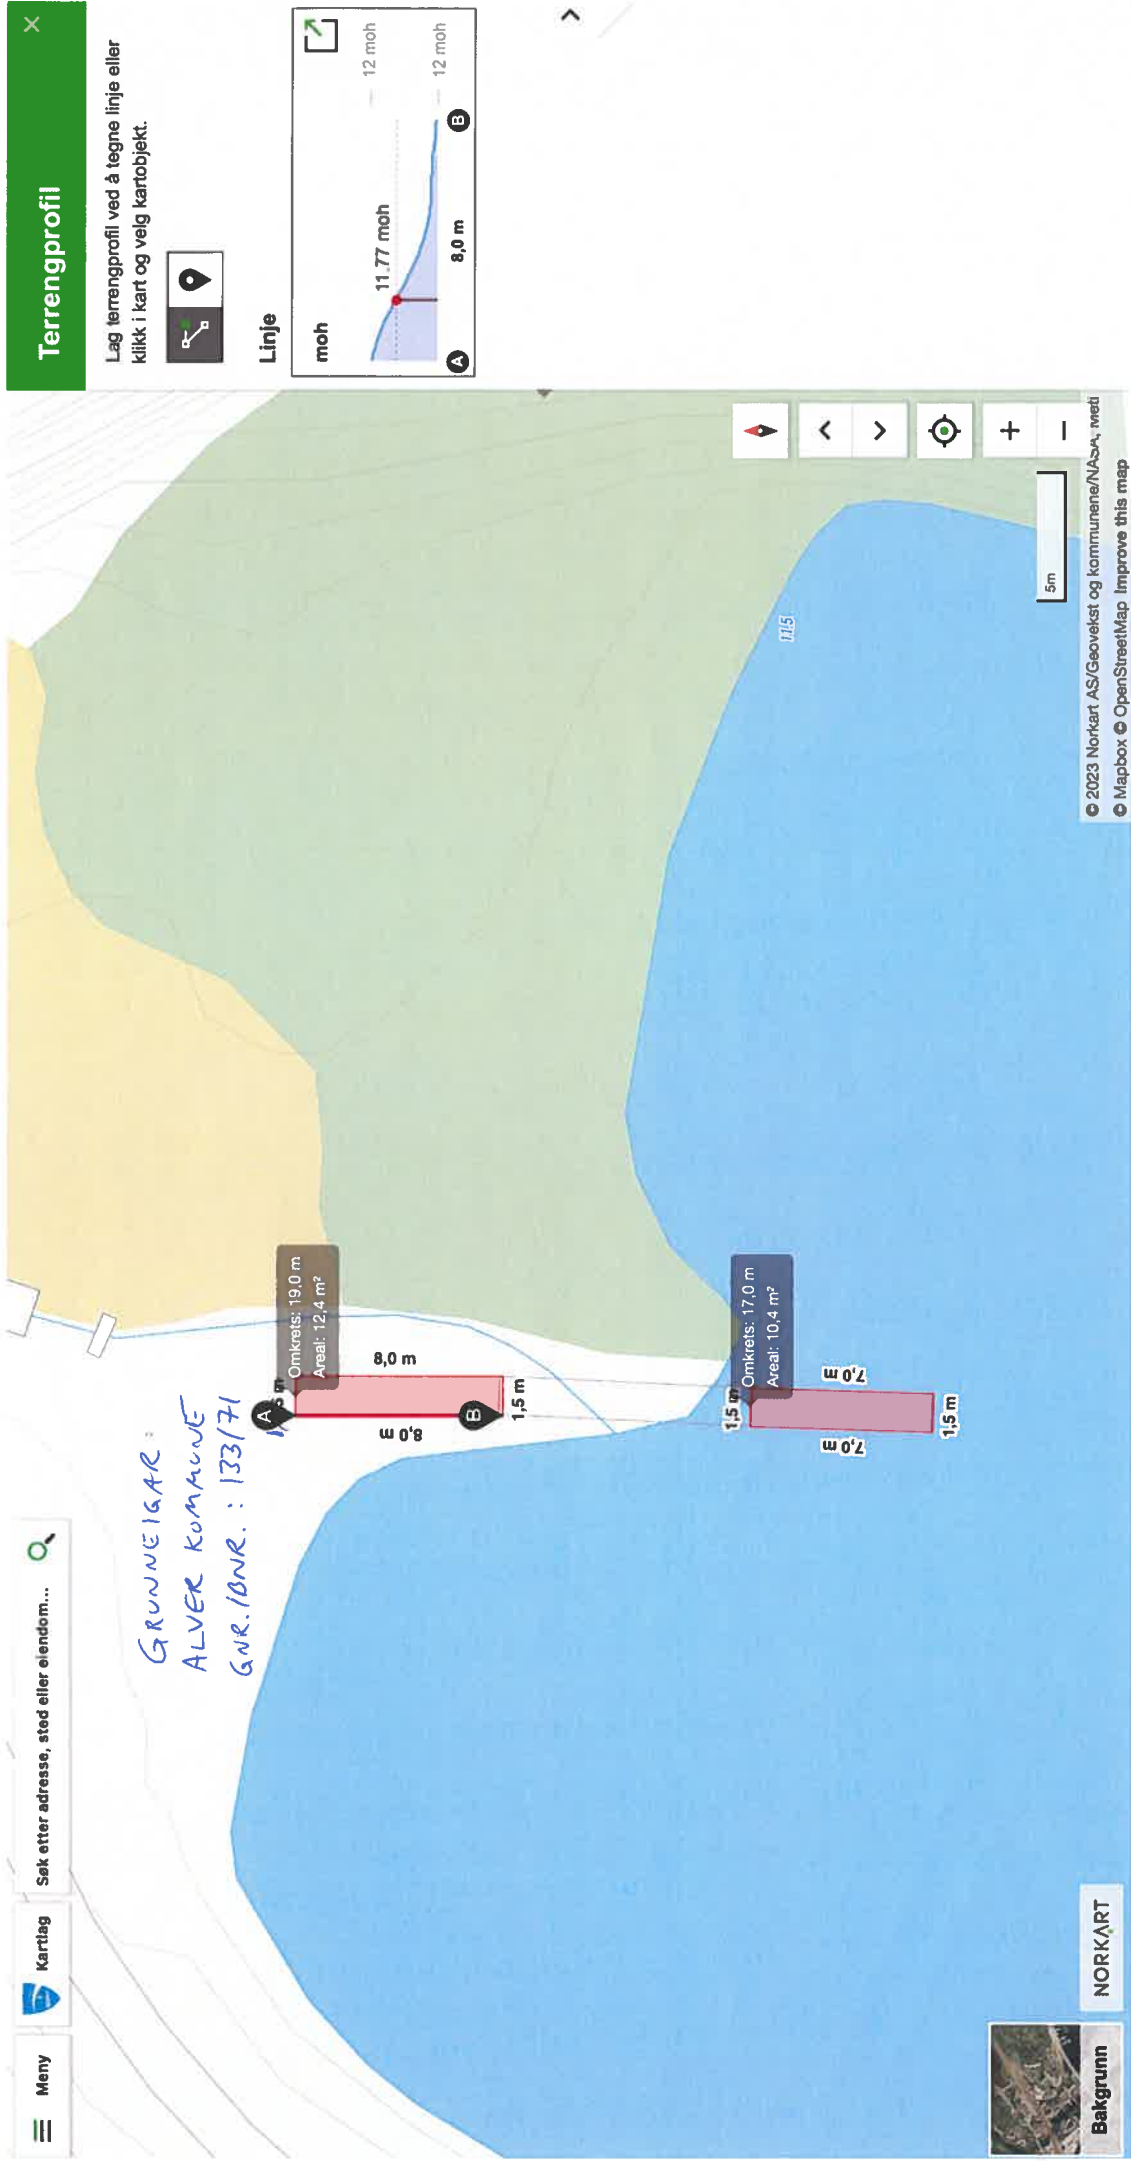 Meny
Kartlag
Søk etter adresse, sted eller eiendom...
Terrengprofil
Lag terrengprofil ved å tegne linje eller
klikk i kart og velg kartobjekt.
Linje
moh
11.77 moh
12 moh
12 moh
A
8,0 m
B
GRUNNEIGAR :
ALVER KOMMUNE
GNR./BNR. : 133/71
Omkrets: 19,0 m
Areal: 12,4 m²
A
8,0 m
8,0 m
B
1,5 m
Omkrets: 17,0 m
Areal: 10,4 m²
1,5 m
7,0 m
7,0 m
1,5 m
11.5
5m
Bakgrunn
NORKART
© 2023 Norkart AS/Geovekst og kommunene/NASA, Meti
© Mapbox © OpenStreetMap Improve this map